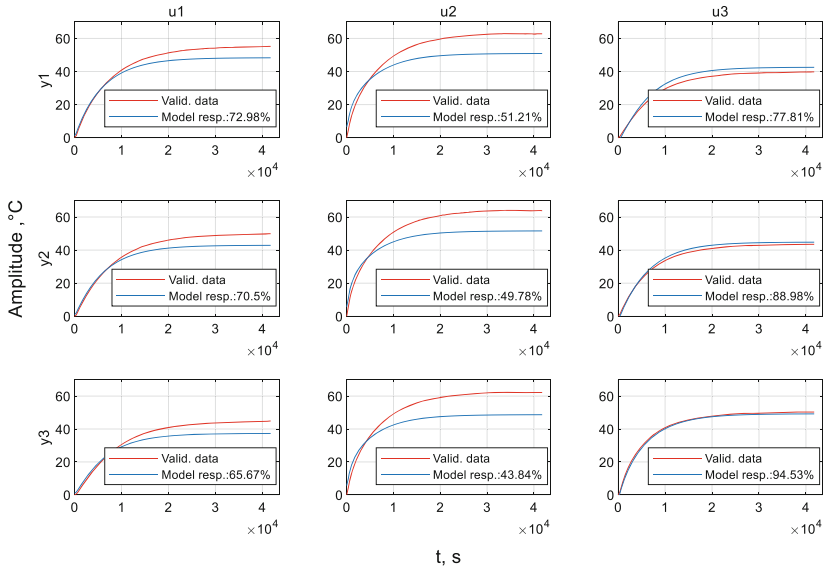 u1 u2 u3
60 60 60
40 40 40
y1
20 Valid. data 20 Valid. data 20 Valid. data
Model resp.:72.98% Model resp.:51.21% Model resp.:77.81%
0 0 0
0 1 2 3 4 0 1 2 3 4 0 1 2 3 4
×10^4 ×10^4 ×10^4
Amplitude ,°C
60 60 60
40 40 40
y2
20 Valid. data 20 Valid. data 20 Valid. data
Model resp.:70.5% Model resp.:49.78% Model resp.:88.98%
0 0 0
0 1 2 3 4 0 1 2 3 4 0 1 2 3 4
×10^4 ×10^4 ×10^4
60 60 60
40 40 40
y3
20 Valid. data 20 Valid. data 20 Valid. data
Model resp.:65.67% Model resp.:43.84% Model resp.:94.53%
0 0 0
0 1 2 3 4 0 1 2 3 4 0 1 2 3 4
×10^4 ×10^4 ×10^4
t, s